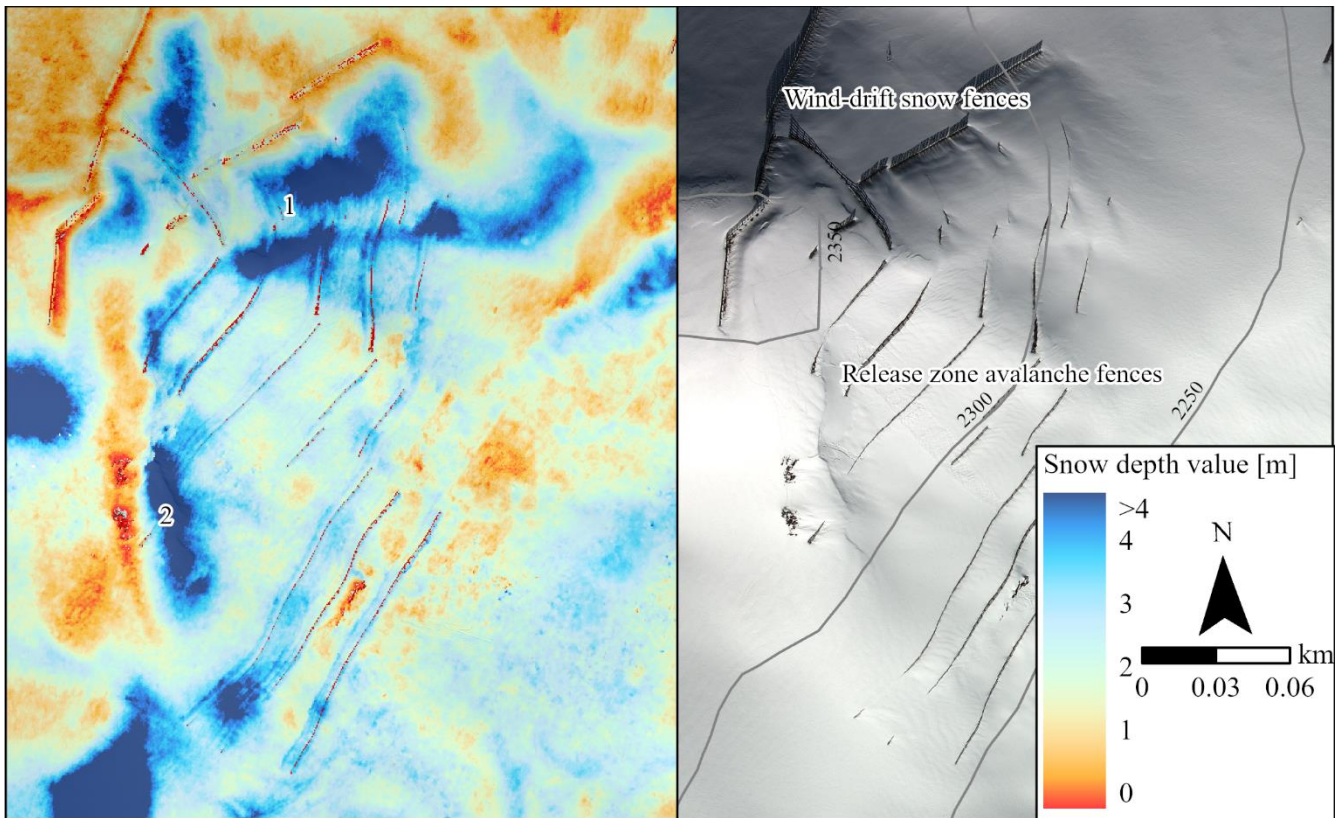 1
2
Wind-drift snow fences
2350
Release zone avalanche fences
2300
2250
Snow depth value [m]
>4
4
3
2
1
0
N
km
0
0.03
0.06